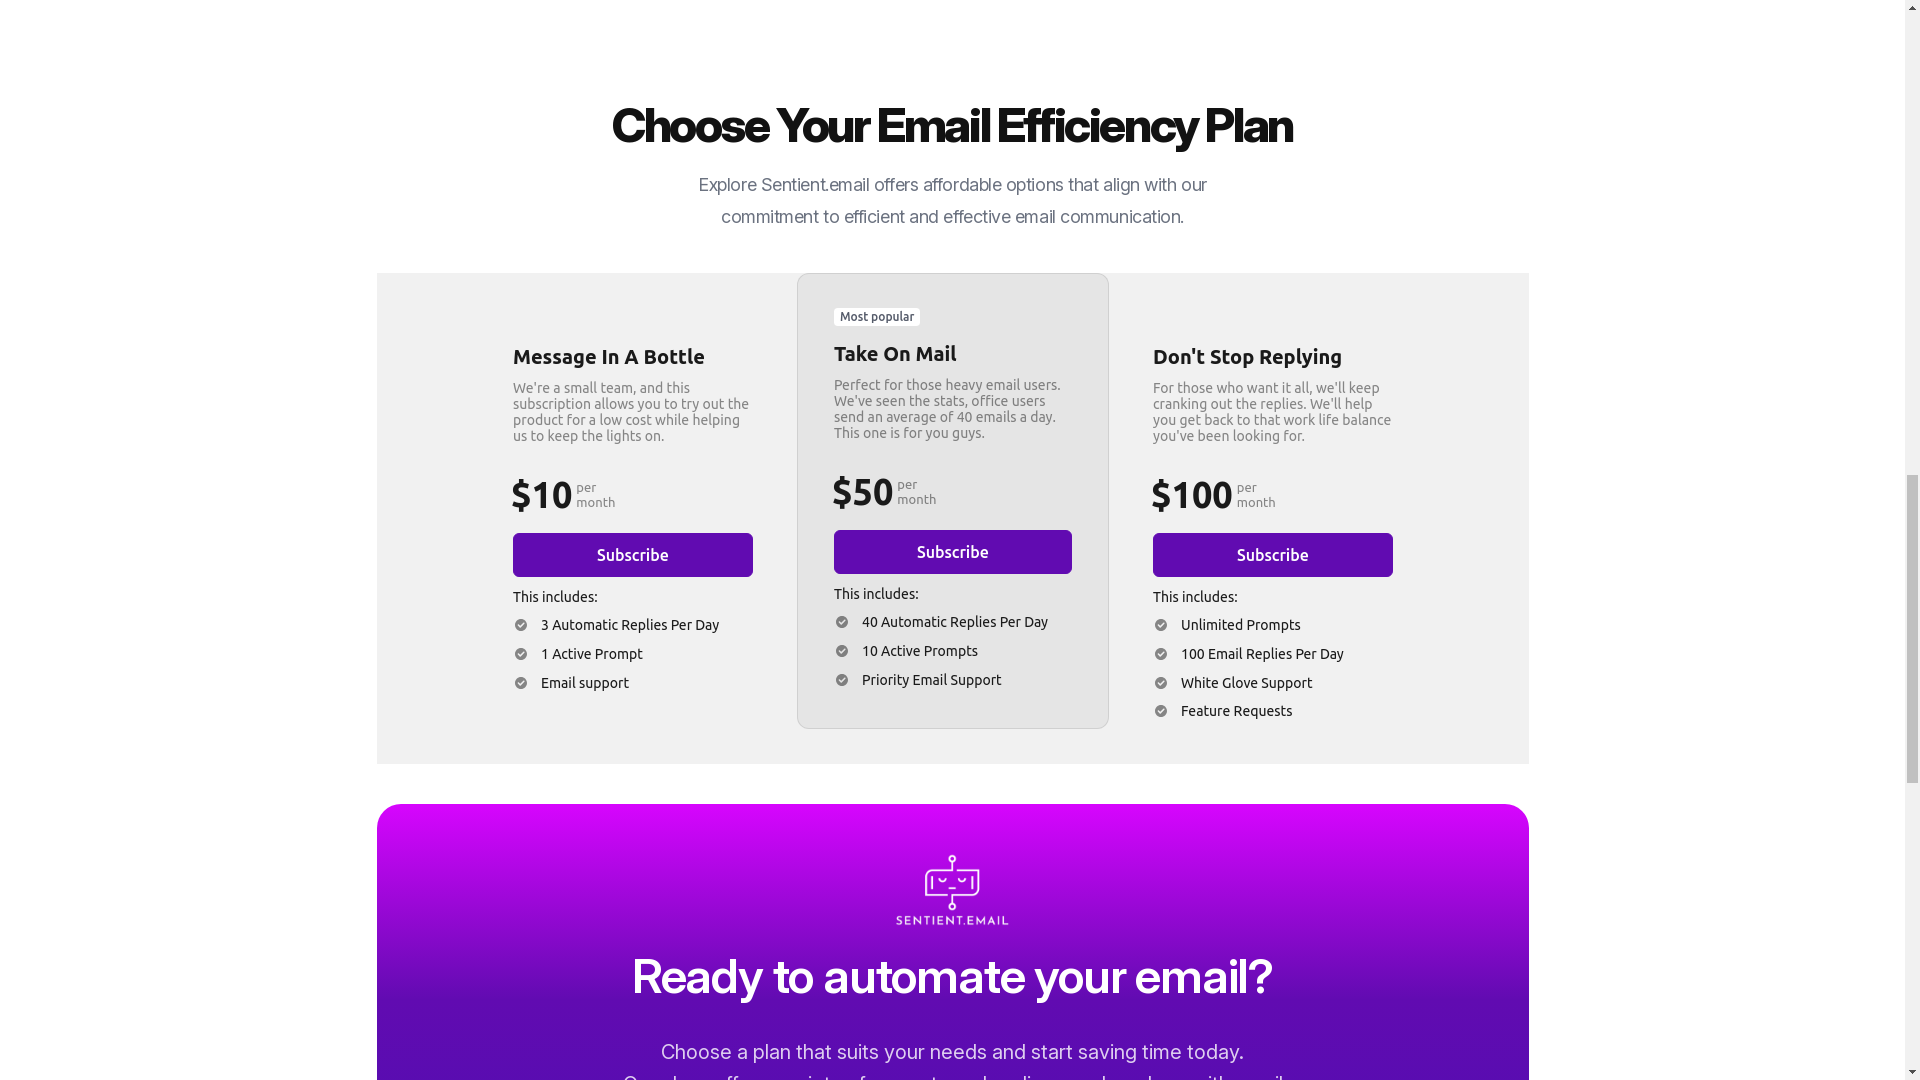 Choose Your Email Efficiency Plan
Explore Sentient.email offers affordable options that align with our
commitment to efficient and effective email communication.
Message In A Bottle
We're a small team, and this
subscription allows you to try out the
product for a low cost while helping
us to keep the lights on.
$10 per
month
Subscribe
This includes:
3 Automatic Replies Per Day
1 Active Prompt
Email support
Most popular
Take On Mail
Perfect for those heavy email users.
We've seen the stats, office users
send an average of 40 emails a day.
This one is for you guys.
$50 per
month
Subscribe
This includes:
40 Automatic Replies Per Day
10 Active Prompts
Priority Email Support
Don't Stop Replying
For those who want it all, we'll keep
cranking out the replies. We'll help
you get back to that work life balance
you've been looking for.
$100 per
month
Subscribe
This includes:
Unlimited Prompts
100 Email Replies Per Day
White Glove Support
Feature Requests
SENTIENT.EMAIL
Ready to automate your email?
Choose a plan that suits your needs and start saving time today.